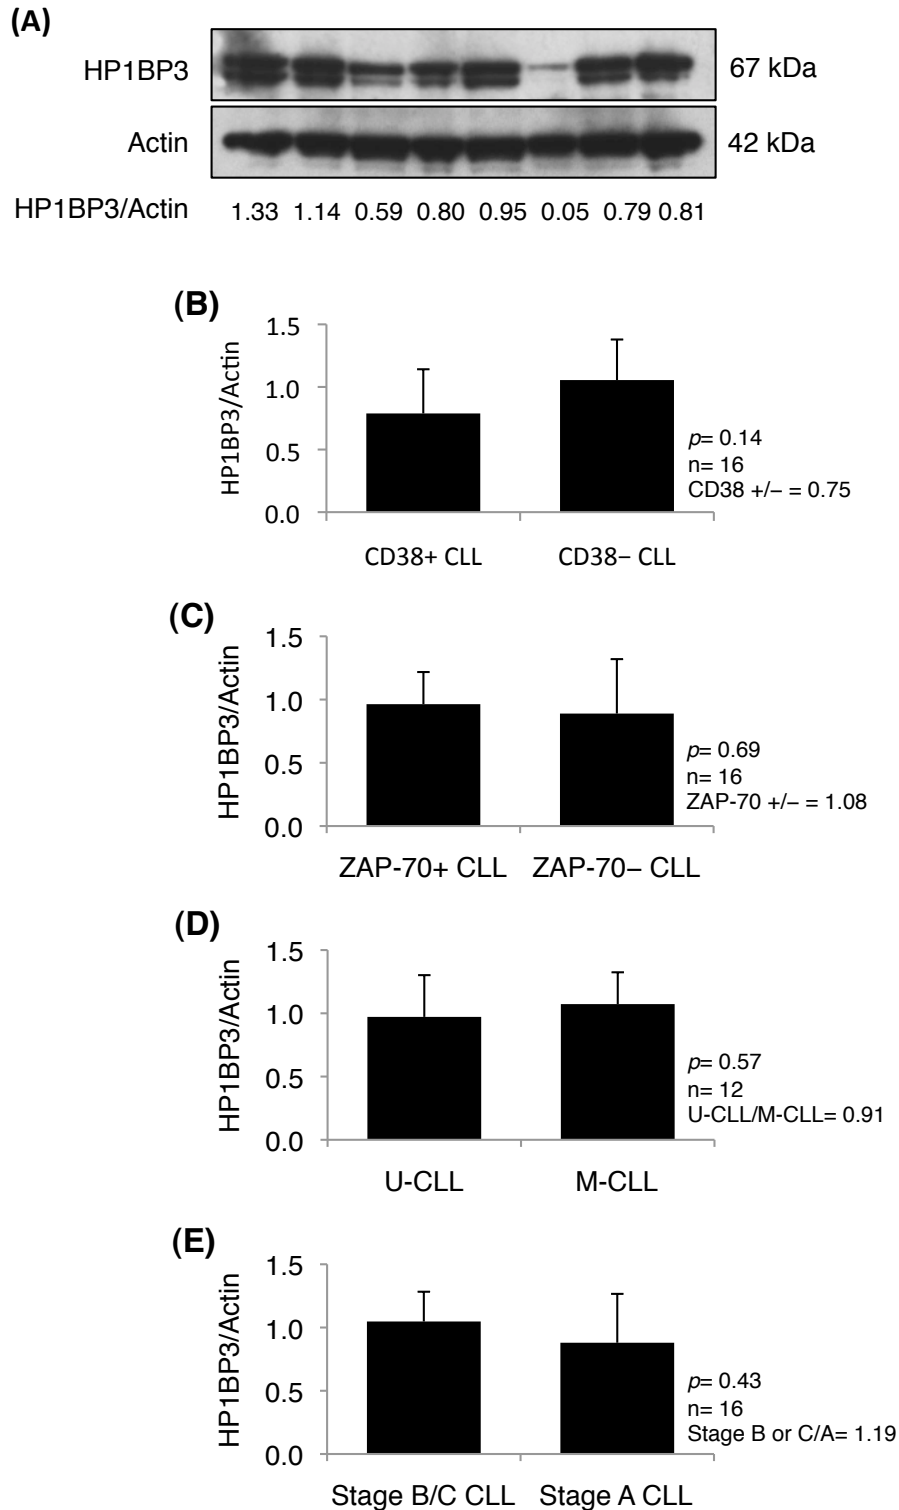 (A)
HP1BP3 67 kDa
Actin 42 kDa
HP1BP3/Actin 1.33 1.14 0.59 0.80 0.95 0.05 0.79 0.81
(B)
HP1BP3/Actin
1.5
1.0
0.5
0.0
p= 0.14
n= 16
CD38 +/− = 0.75
CD38+ CLL CD38− CLL
(C)
HP1BP3/Actin
1.5
1.0
0.5
0.0
p= 0.69
n= 16
ZAP-70 +/− = 1.08
ZAP-70+ CLL ZAP-70− CLL
(D)
HP1BP3/Actin
1.5
1.0
0.5
0.0
p= 0.57
n= 12
U-CLL/M-CLL= 0.91
U-CLL M-CLL
(E)
HP1BP3/Actin
1.5
1.0
0.5
0.0
p= 0.43
n= 16
Stage B or C/A= 1.19
Stage B/C CLL Stage A CLL